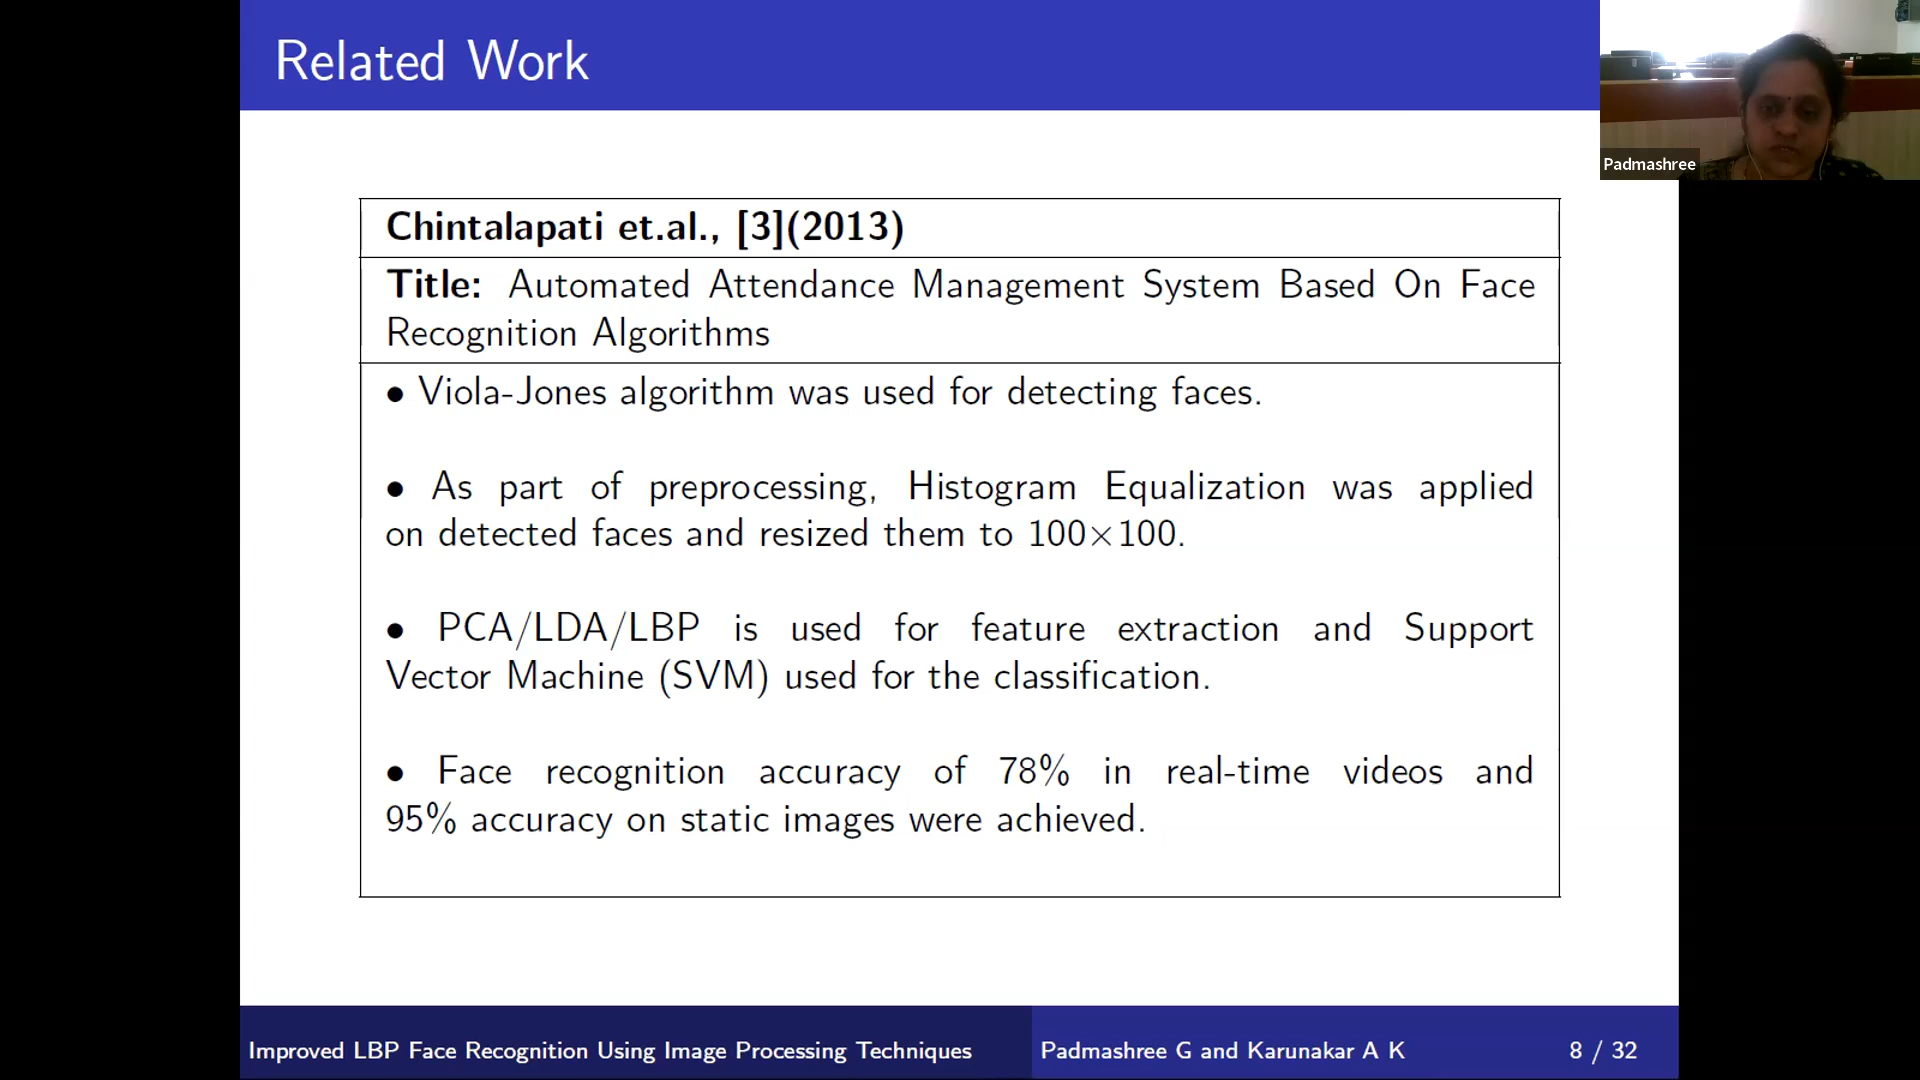 Related Work
Padmashree
Chintalapati et.al., [3](2013)
Title: Automated Attendance Management System Based On Face
Recognition Algorithms
• Viola-Jones algorithm was used for detecting faces.
• As part of preprocessing, Histogram Equalization was applied
on detected faces and resized them to 100×100.
• PCA/LDA/LBP is used for feature extraction and Support
Vector Machine (SVM) used for the classification.
• Face recognition accuracy of 78% in real-time videos and
95% accuracy on static images were achieved.
Improved LBP Face Recognition Using Image Processing Techniques
Padmashree G and Karunakar A K
8 / 32